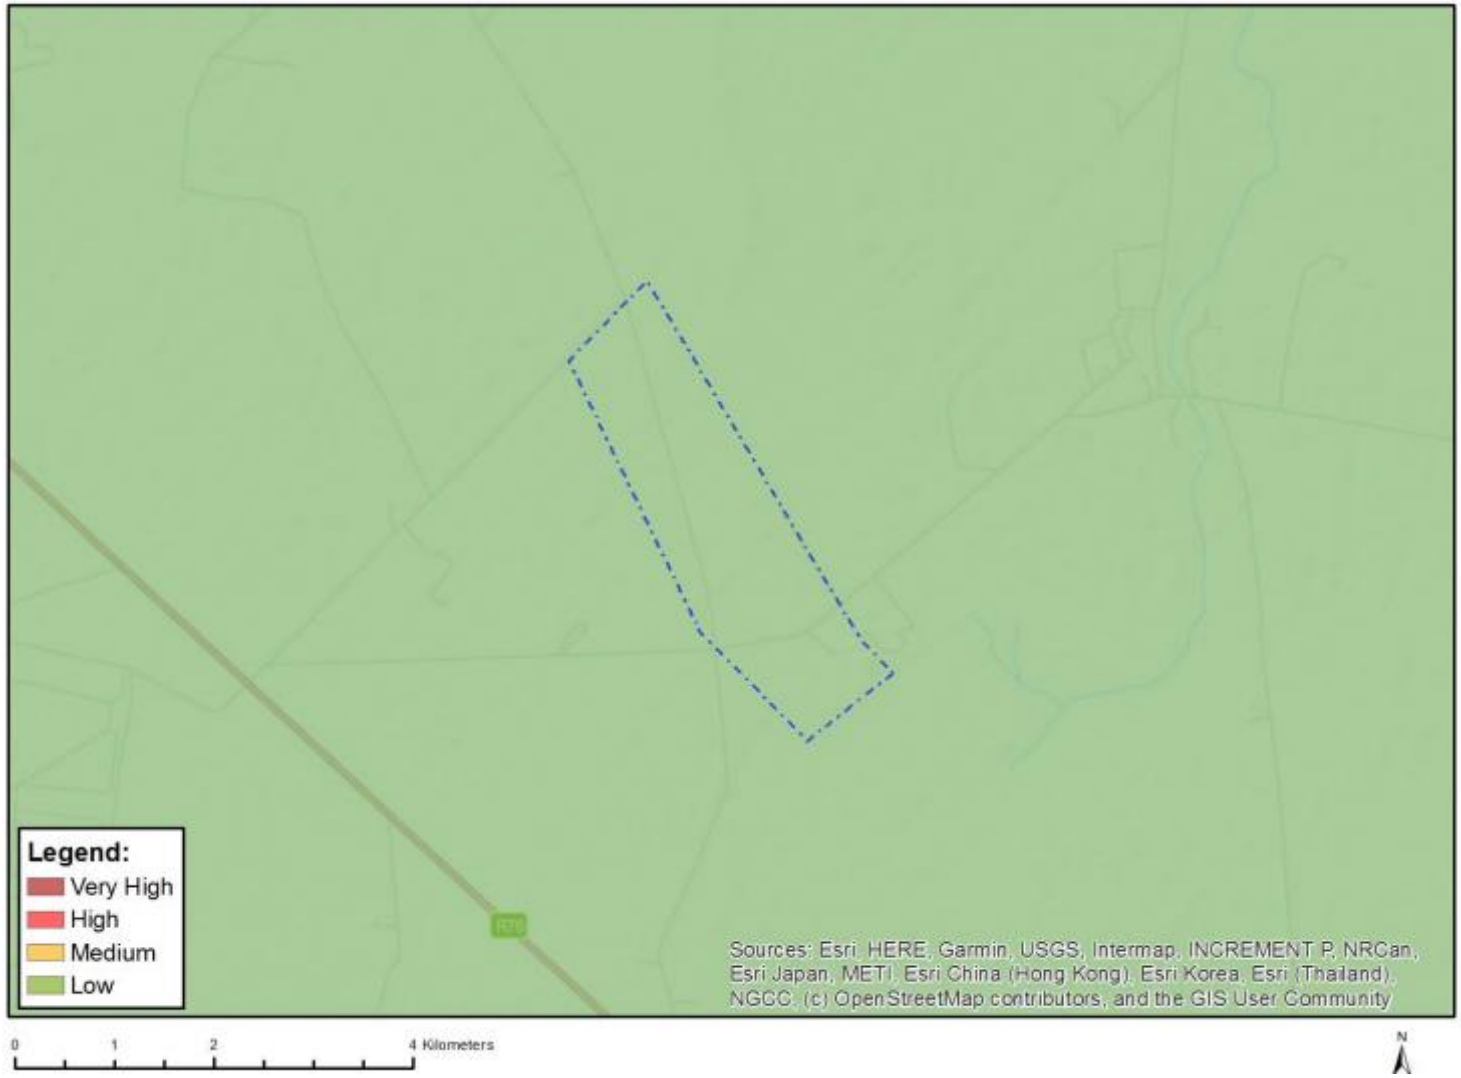 Legend:
Very High
High
Medium
Low
R76
Sources: Esri, HERE, Garmin, USGS, Intermap, INCREMENT P, NRCan,
Esri Japan, METI, Esri China (Hong Kong), Esri Korea, Esri (Thailand),
NGCC, (c) OpenStreetMap contributors, and the GIS User Community
0 1 2 4 Kilometers
N